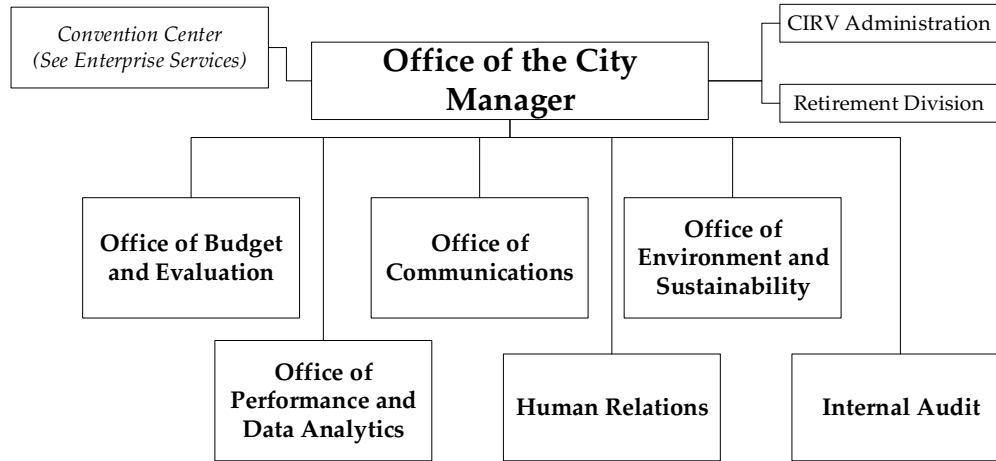 Convention Center
(See Enterprise Services)
Office of the City
Manager
CIRV Administration
Retirement Division
Office of Budget
and Evaluation
Office of
Communications
Office of
Environment and
Sustainability
Office of
Performance and
Data Analytics
Human Relations
Internal Audit